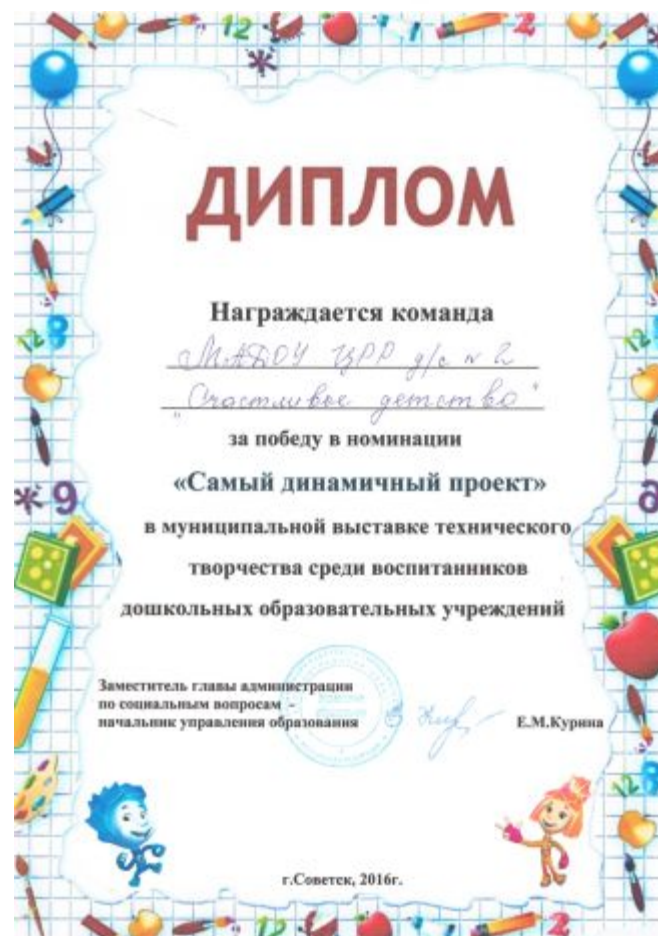 ДИПЛОМ
Награждается команда
МАДОУ ЦРР д/с № 2
"Счастливое детство"
за победу в номинации
«Самый динамичный проект»
в муниципальной выставке технического
творчества среди воспитанников
дошкольных образовательных учреждений
Заместитель главы администрации
по социальным вопросам -
начальник управления образования
Е.М.Курина
г.Советск, 2016г.